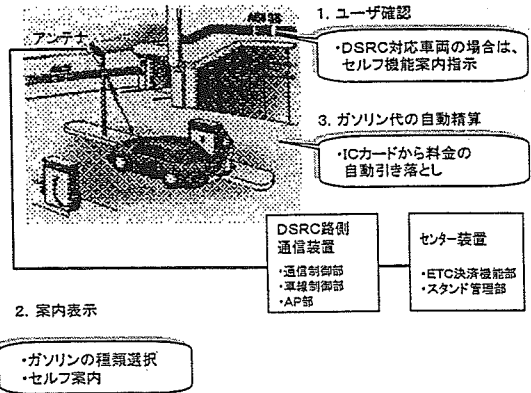 アンテナ
1. ユーザ確認
・DSRC対応車両の場合は、
セルフ機能案内指示
3. ガソリン代の自動精算
・ICカードから料金の
自動引き落とし
DSRC路側
通信装置
・通信制御部
・車線制御部
・AP部
センター装置
・ETC決済機能部
・スタンド管理部
2. 案内表示
・ガソリンの種類選択
・セルフ案内